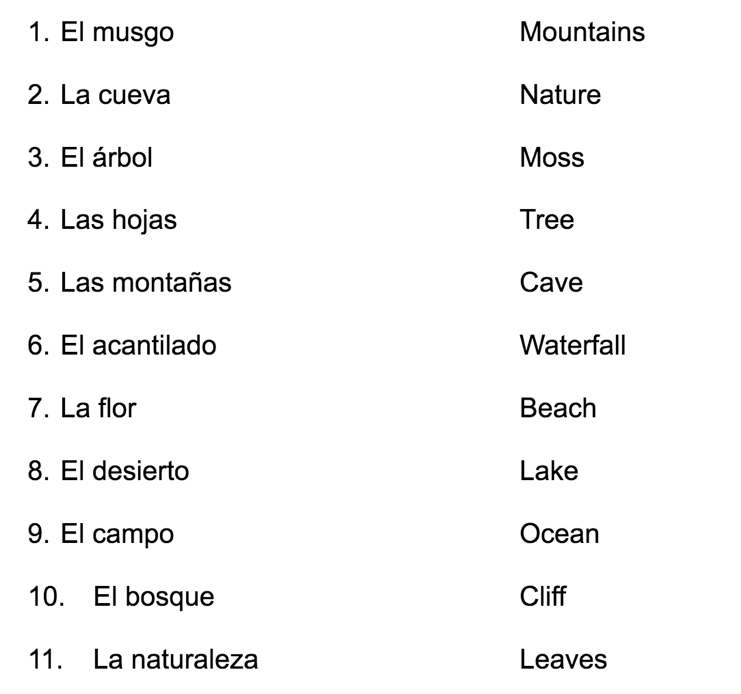 1. El musgo Mountains
2. La cueva Nature
3. El árbol Moss
4. Las hojas Tree
5. Las montañas Cave
6. El acantilado Waterfall
7. La flor Beach
8. El desierto Lake
9. El campo Ocean
10. El bosque Cliff
11. La naturaleza Leaves